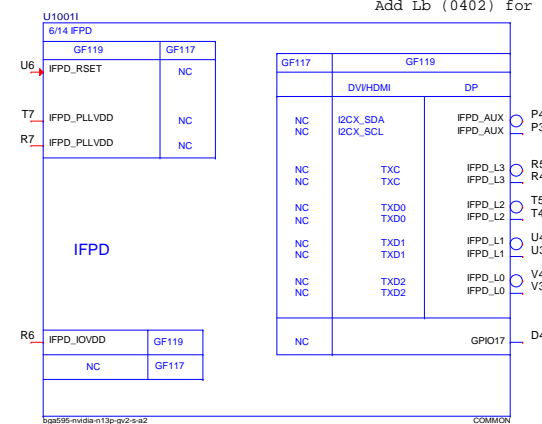 Add Lb (0402) for
U1001I
6/14 IFPD
GF119 GF117
U6 IFPD_RSET NC
T7 IFPD_PLLVDD NC
R7 IFPD_PLLVDD NC
GF117 GF119
DVI/HDMI DP
NC I2CX_SDA IFPD_AUX P4
NC I2CX_SCL IFPD_AUX P3
NC TXC IFPD_L3 R5
NC TXC IFPD_L3 R4
NC TXD0 IFPD_L2 T5
NC TXD0 IFPD_L2 T4
NC TXD1 IFPD_L1 U4
NC TXD1 IFPD_L1 U3
NC TXD2 IFPD_L0 V4
NC TXD2 IFPD_L0 V3
IFPD
R6 IFPD_IOVDD GF119
NC GF117
NC GPIO17 D4
bga595-nvidia-n13p-gv2-s-a2 COMMON